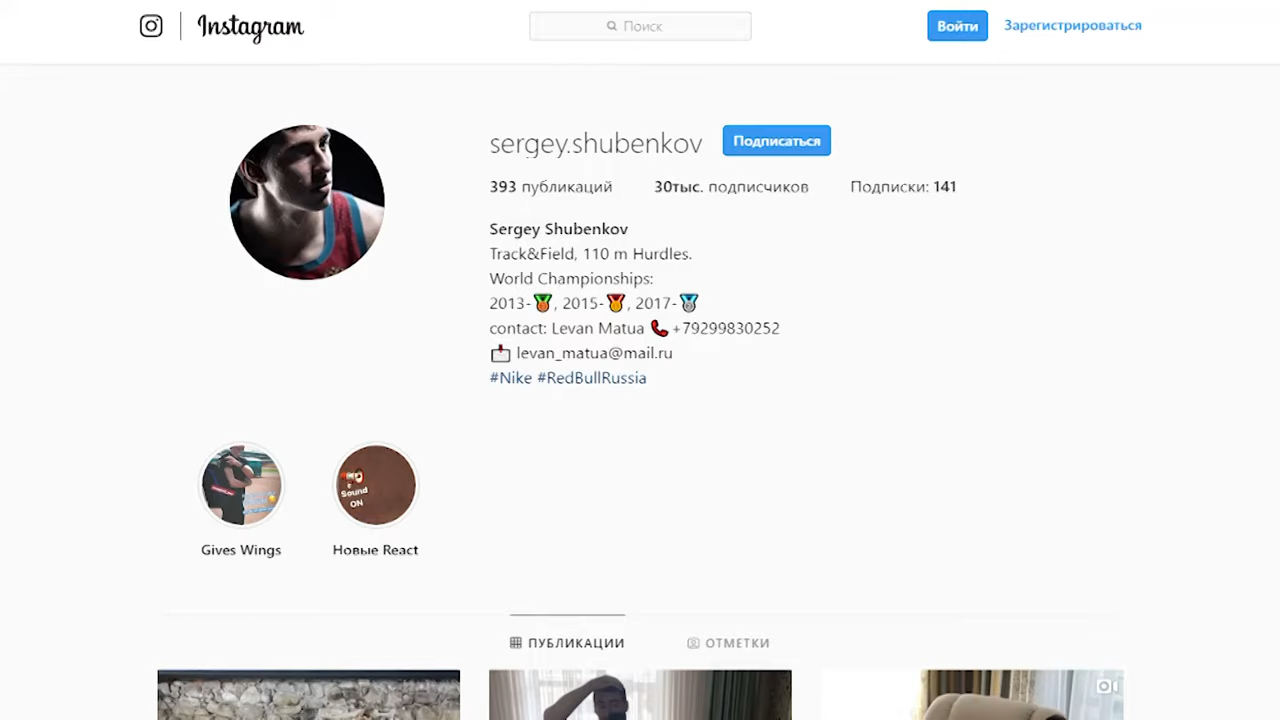 Instagram
Поиск
Войти
Зарегистрироваться
sergey.shubenkov
Подписаться
393 публикаций
30тыс. подписчиков
Подписки: 141
Sergey Shubenkov
Track&Field, 110 m Hurdles.
World Championships:
2013-🥉, 2015-🥇, 2017-🥈
contact: Levan Matua 📞+79299830252
📩 levan_matua@mail.ru
#Nike #RedBullRussia
Sound
ON
Gives Wings
Новые React
ПУБЛИКАЦИИ
ОТМЕТКИ